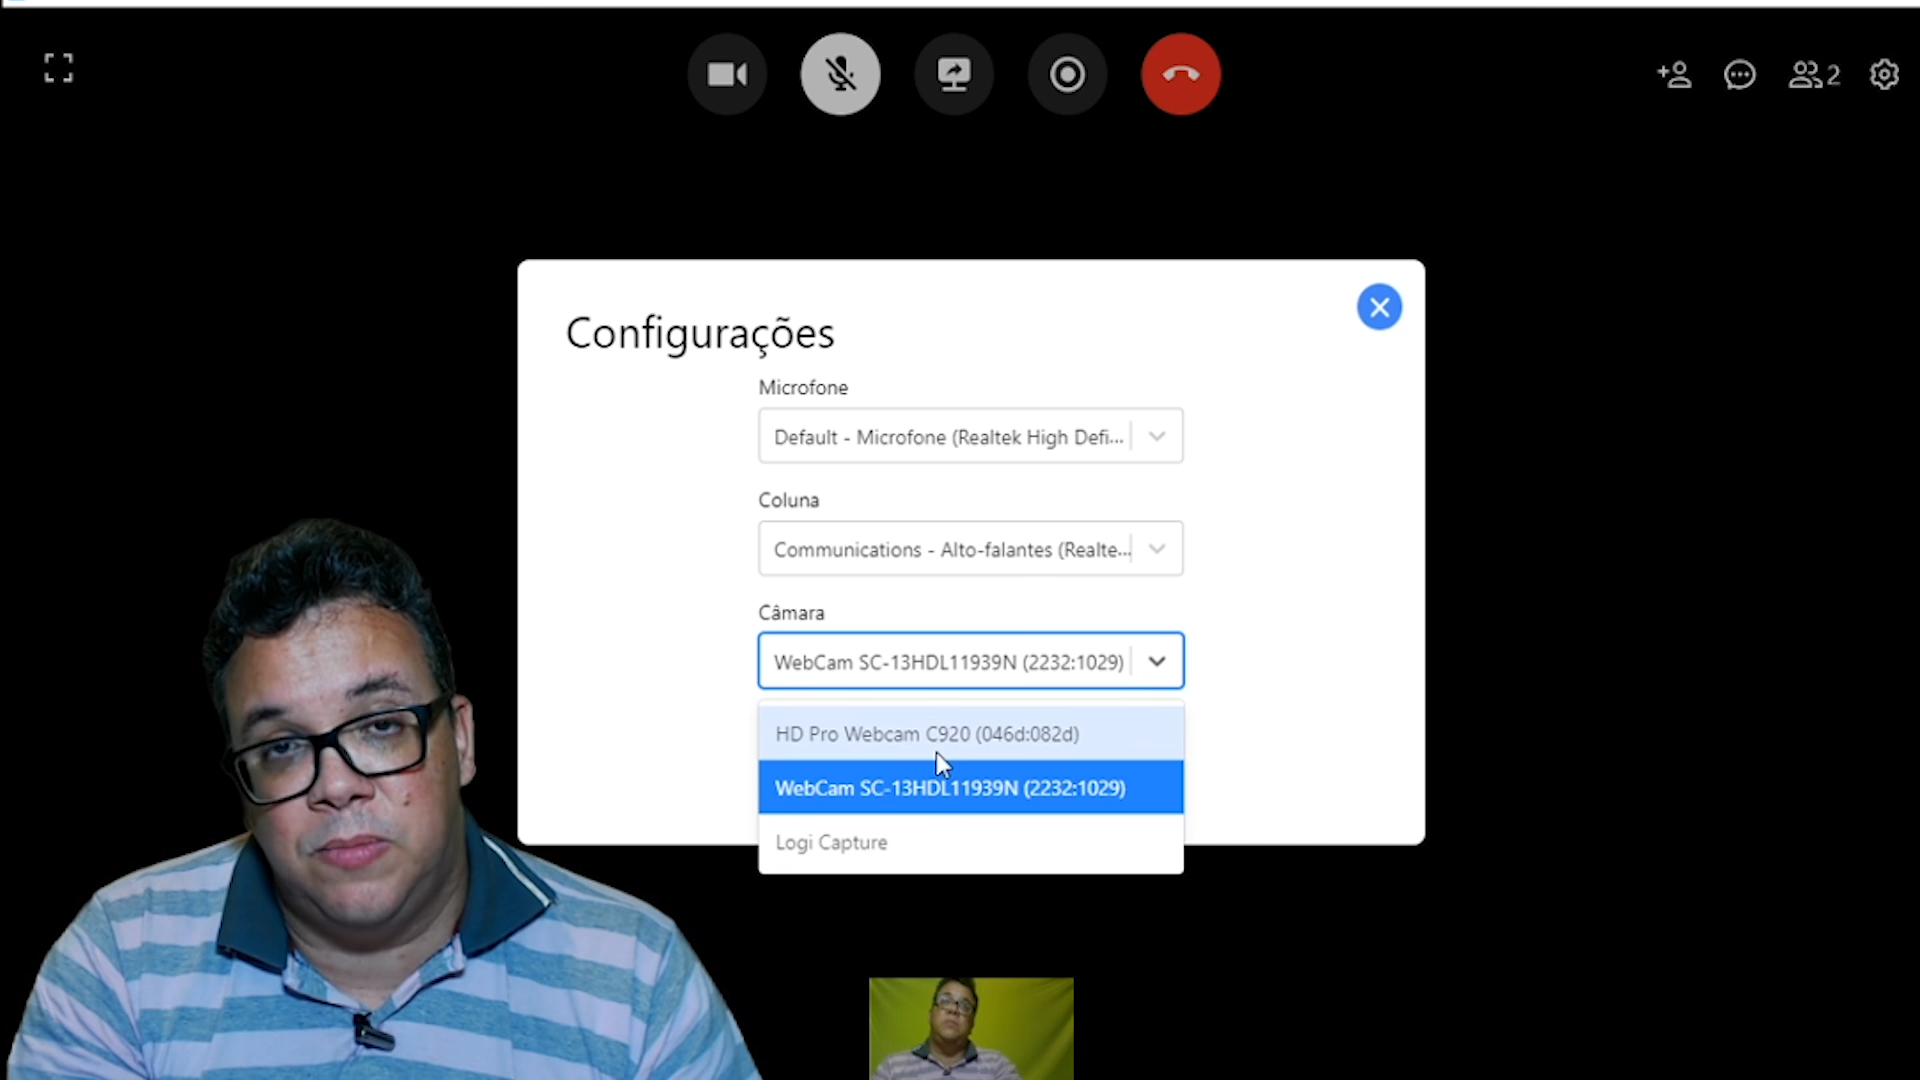 2
Configurações
Microfone
Default - Microfone (Realtek High Defi...
Coluna
Communications - Alto-falantes (Realte...
Câmara
WebCam SC-13HDL11939N (2232:1029)
HD Pro Webcam C920 (046d:082d)
WebCam SC-13HDL11939N (2232:1029)
Logi Capture